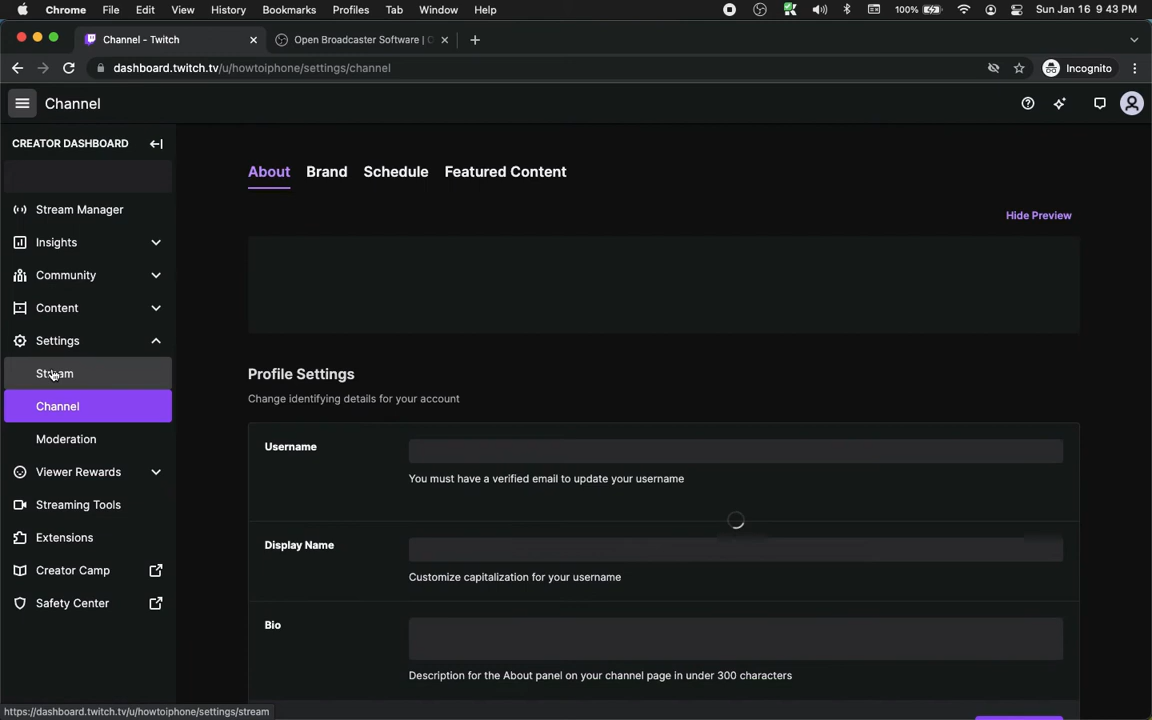 Chrome File Edit View History Bookmarks Profiles Tab Window Help 100% Sun Jan 16 9:43 PM
Channel - Twitch Open Broadcaster Software |
dashboard.twitch.tv/u/howtoiphone/settings/channel Incognito
Channel
CREATOR DASHBOARD
Stream Manager
Insights
Community
Content
Settings
Stream
Channel
Moderation
Viewer Rewards
Streaming Tools
Extensions
Creator Camp
Safety Center
About Brand Schedule Featured Content
Hide Preview
Profile Settings
Change identifying details for your account
Username
You must have a verified email to update your username
Display Name
Customize capitalization for your username
Bio
Description for the About panel on your channel page in under 300 characters
https://dashboard.twitch.tv/u/howtoiphone/settings/stream